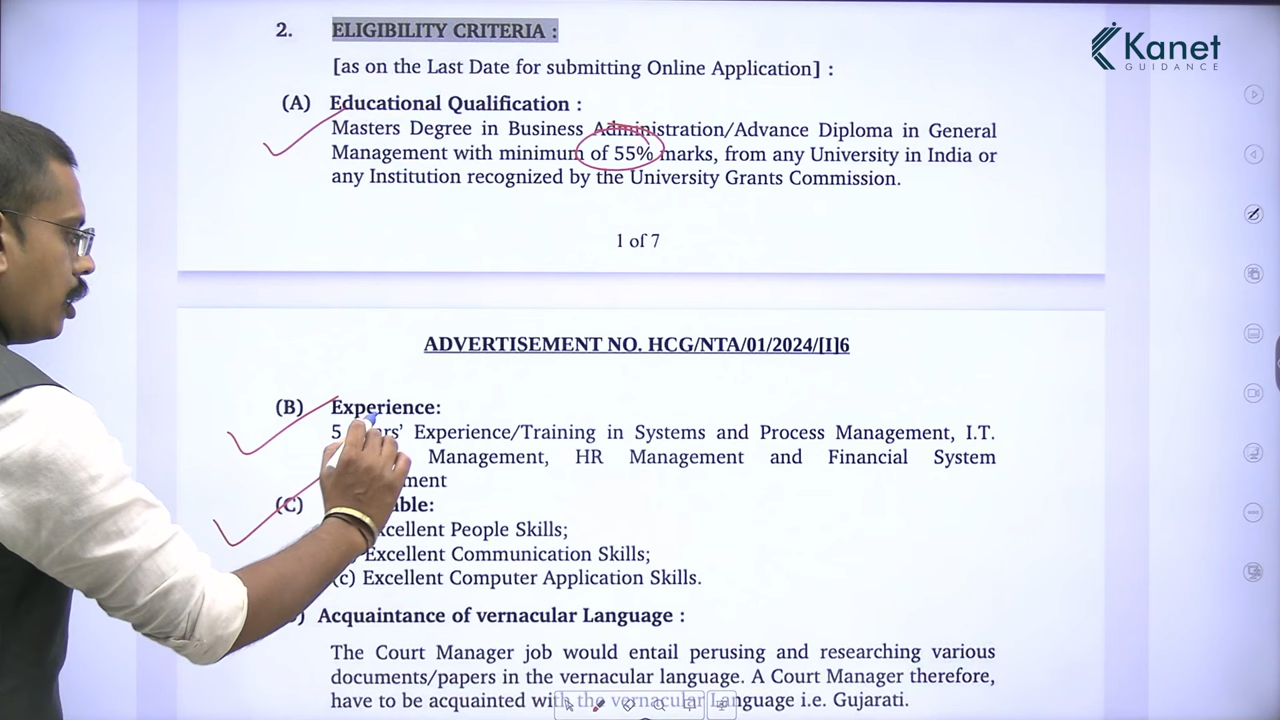 2. ELIGIBILITY CRITERIA :
Kanet
GUIDANCE
[as on the Last Date for submitting Online Application] :
(A) Educational Qualification :
Masters Degree in Business Administration/Advance Diploma in General
Management with minimum of 55% marks, from any University in India or
any Institution recognized by the University Grants Commission.
1 of 7
ADVERTISEMENT NO. HCG/NTA/01/2024/[I]6
(B) Experience:
5 Experience/Training in Systems and Process Management, I.T.
Management, HR Management and Financial System
(C)
Excellent People Skills;
Excellent Communication Skills;
(c) Excellent Computer Application Skills.
Acquaintance of vernacular Language :
The Court Manager job would entail perusing and researching various
documents/papers in the vernacular language. A Court Manager therefore,
have to be acquainted with the vernacular Language i.e. Gujarati.